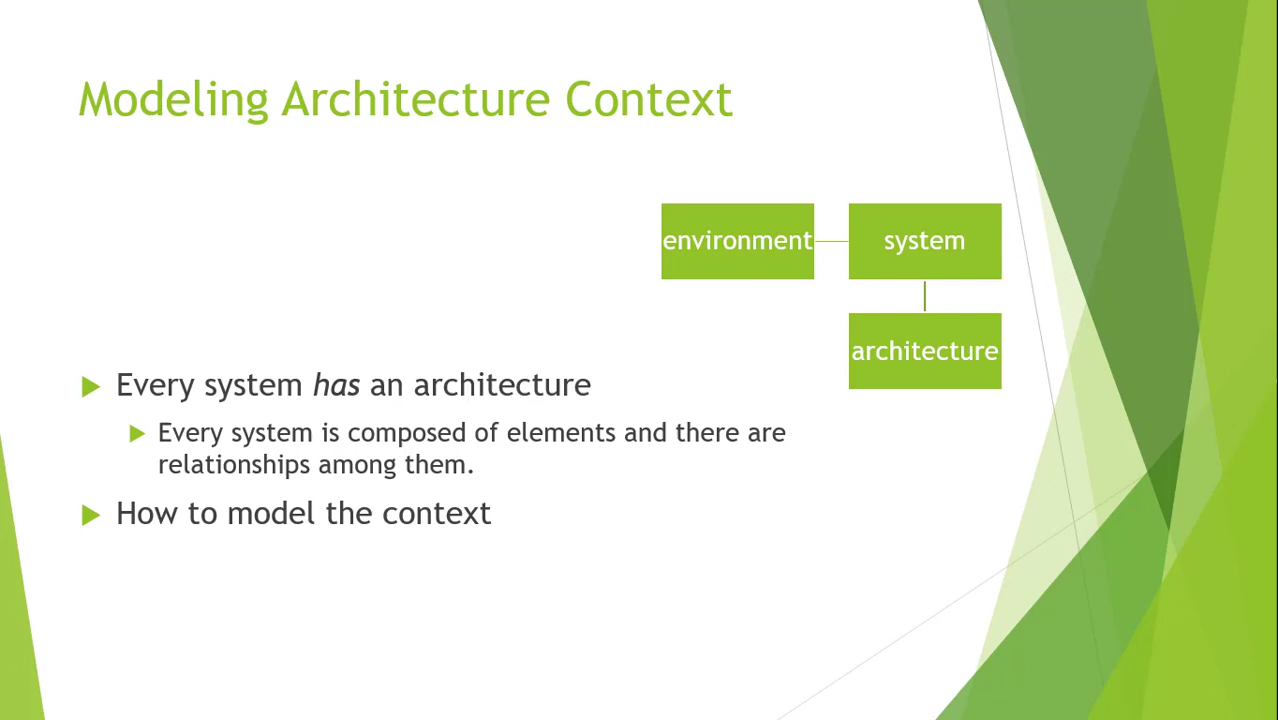 Modeling Architecture Context
environment
system
architecture
Every system has an architecture
Every system is composed of elements and there are
relationships among them.
How to model the context